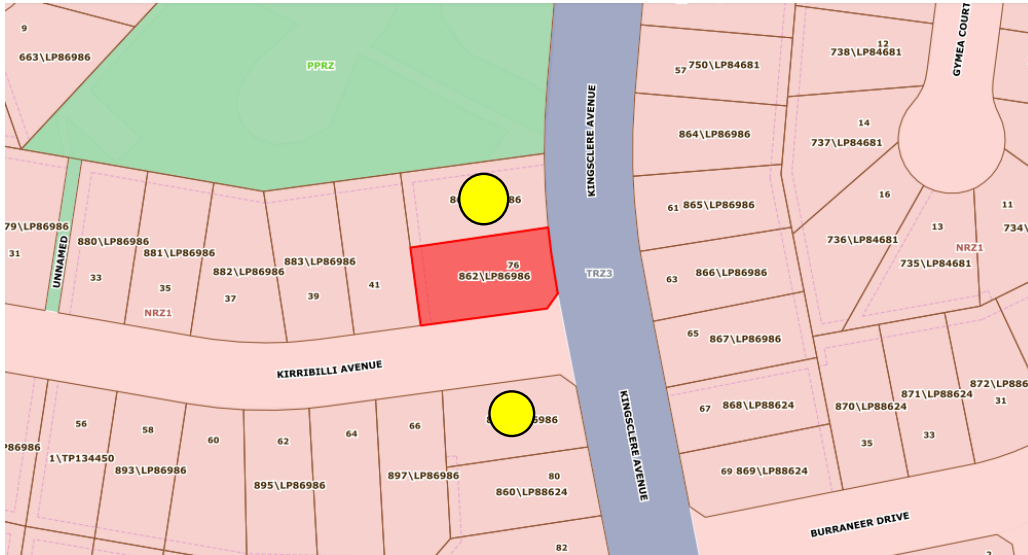 9
663\LP86986
PPRZ
57
750\LP84681
12
738\LP84681
GYMEA COURT
KINGSCLERE AVENUE
864\LP86986
14
737\LP84681
79\LP86986
31
UNNAMED
880\LP86986
33
881\LP86986
35
NRZ1
882\LP86986
37
883\LP86986
39
41
86
76
862\LP86986
TRZ3
61
865\LP86986
63
866\LP86986
65
867\LP86986
16
736\LP84681
13
735\LP84681
NRZ1
11
734\
KIRRIBILLI AVENUE
56
58
60
62
64
66
P86986
1\TP134450
893\LP86986
895\LP86986
897\LP86986
5986
80
860\LP88624
82
KINGSCLERE AVENUE
67
868\LP88624
69
869\LP88624
870\LP88624
35
871\LP88624
33
872\LP886
31
BURRANEER DRIVE